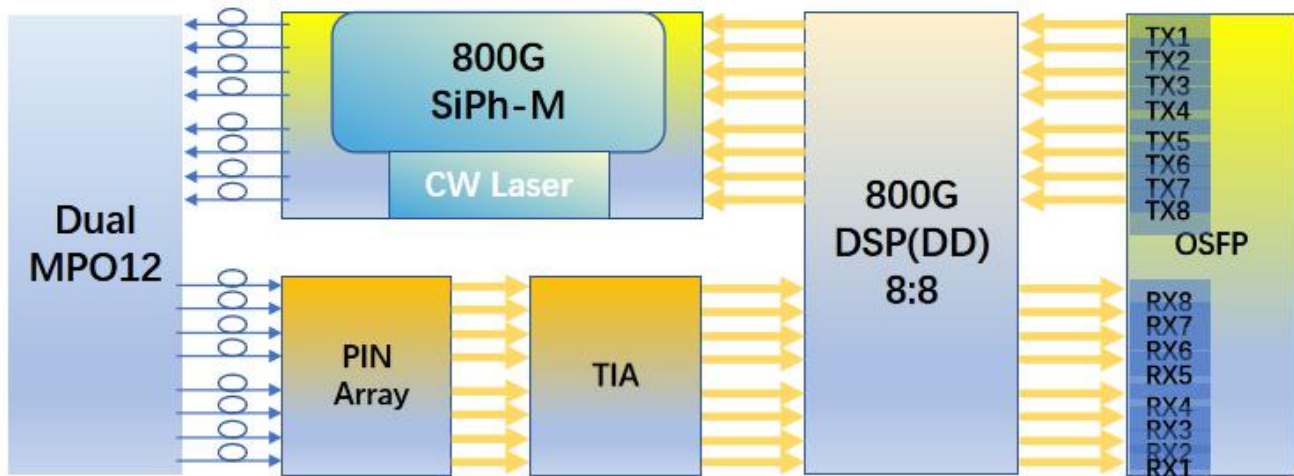 800G
SiPh-M
CW Laser
Dual
MPO12
800G
DSP(DD)
8:8
TX1
TX2
TX3
TX4
TX5
TX6
TX7
TX8
OSFP
PIN
Array
TIA
RX8
RX7
RX6
RX5
RX4
RX3
RX2
RX1